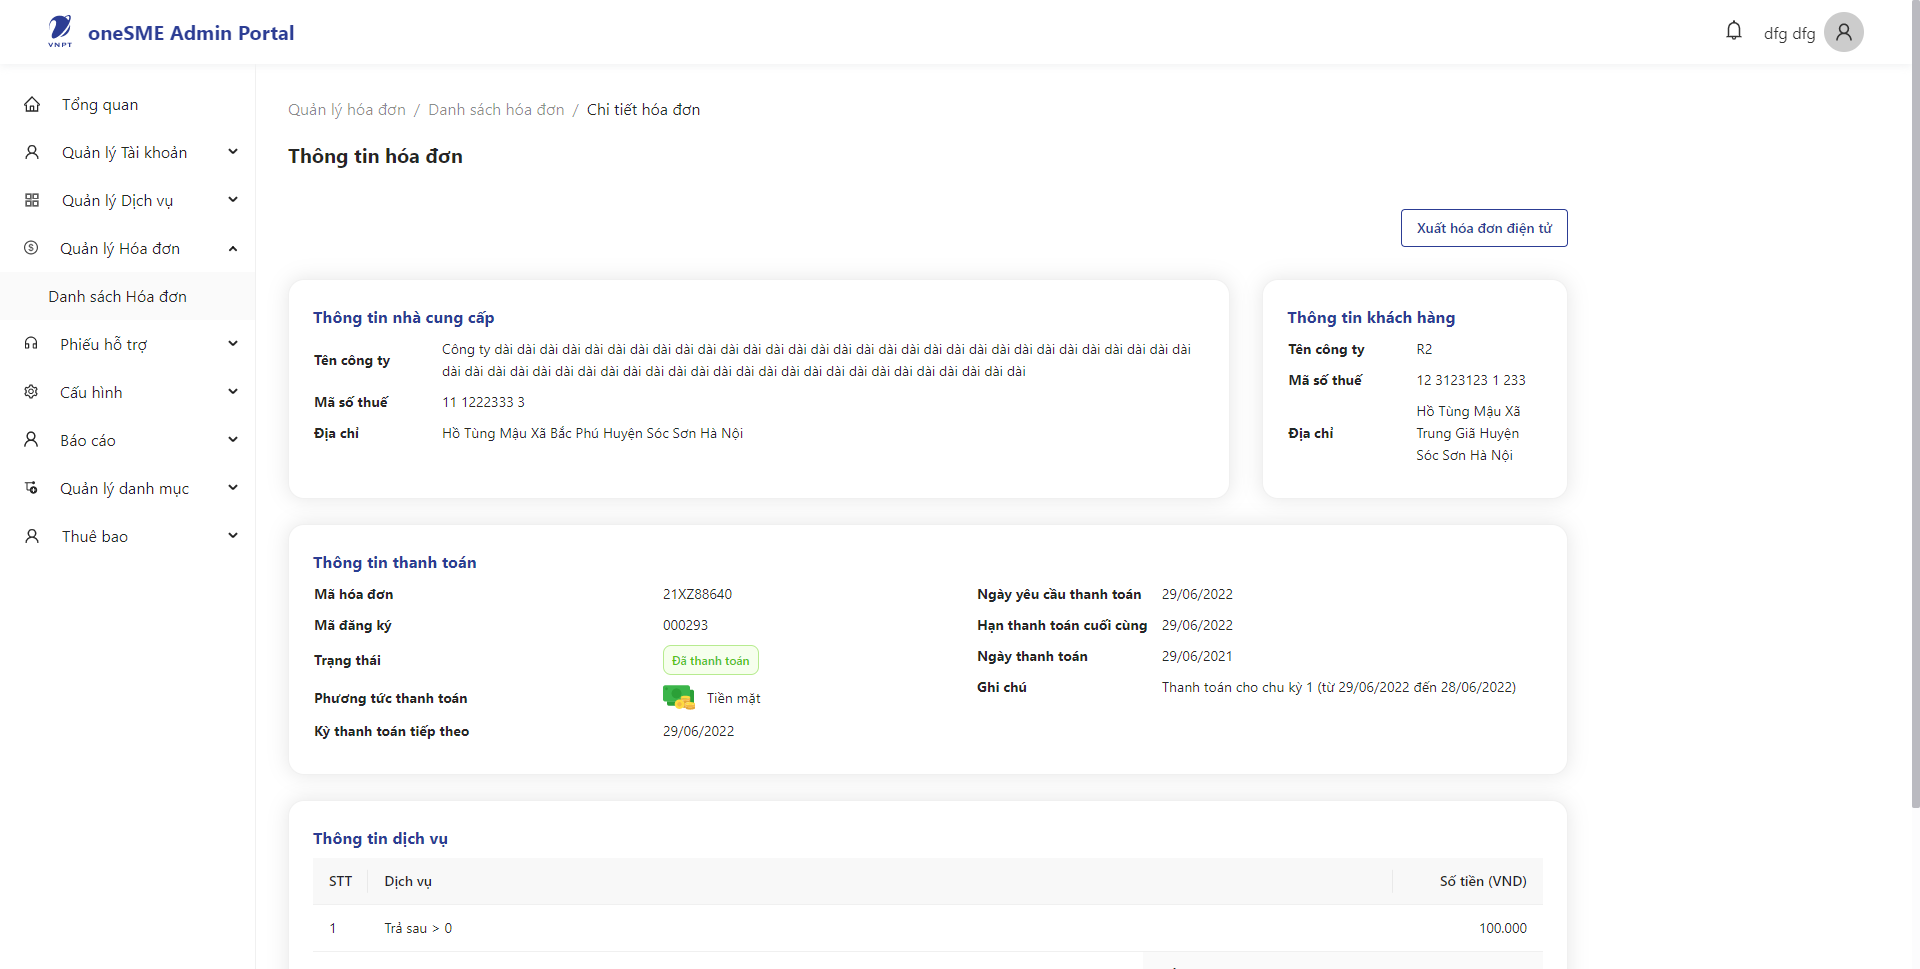 VNPT
oneSME Admin Portal
dfg dfg
Tổng quan
Quản lý Tài khoản
Quản lý Dịch vụ
Quản lý Hóa đơn
Danh sách Hóa đơn
Phiếu hỗ trợ
Cấu hình
Báo cáo
Quản lý danh mục
Thuê bao
Quản lý hóa đơn / Danh sách hóa đơn / Chi tiết hóa đơn
Thông tin hóa đơn
Xuất hóa đơn điện tử
Thông tin nhà cung cấp
Tên công ty
Công ty dài dài dài dài dài dài dài dài dài dài dài dài dài dài dài dài dài dài dài dài dài dài dài dài dài dài dài dài dài dài dài
dài dài dài dài dài dài dài dài dài dài dài dài dài dài dài dài dài dài dài dài dài dài dài dài dài dài
Mã số thuế 11 1222333 3
Địa chỉ Hồ Tùng Mậu Xã Bắc Phú Huyện Sóc Sơn Hà Nội
Thông tin khách hàng
Tên công ty R2
Mã số thuế 12 3123123 1 233
Địa chỉ
Hồ Tùng Mậu Xã
Trung Giã Huyện
Sóc Sơn Hà Nội
Thông tin thanh toán
Mã hóa đơn 21XZ88640
Mã đăng ký 000293
Trạng thái Đã thanh toán
Phương tức thanh toán Tiền mặt
Kỳ thanh toán tiếp theo 29/06/2022
Ngày yêu cầu thanh toán 29/06/2022
Hạn thanh toán cuối cùng 29/06/2022
Ngày thanh toán 29/06/2021
Ghi chú Thanh toán cho chu kỳ 1 (từ 29/06/2022 đến 28/06/2022)
Thông tin dịch vụ
STT Dịch vụ Số tiền (VND)
1 Trả sau > 0 100.000